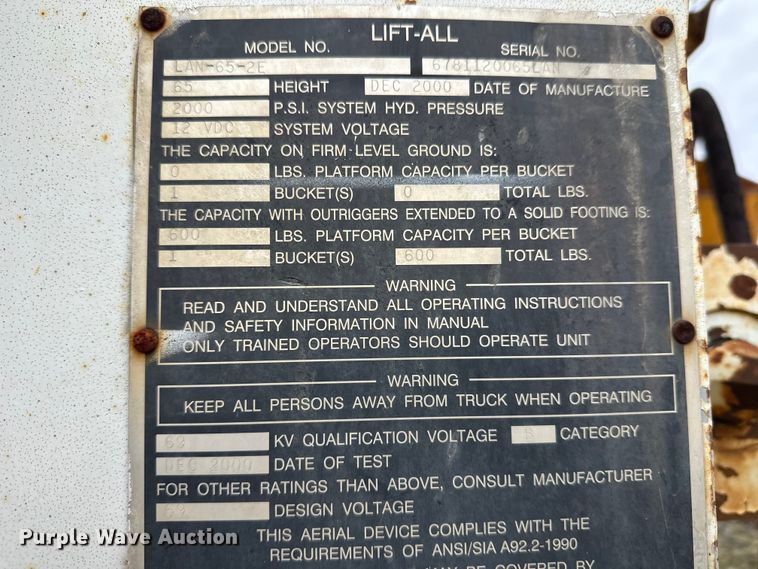 LIFT-ALL
MODEL NO. SERIAL NO.
LAN-65-2E 6781120065LAN
65 HEIGHT DEC 2000 DATE OF MANUFACTURE
2000 P.S.I. SYSTEM HYD. PRESSURE
12 VDC SYSTEM VOLTAGE
THE CAPACITY ON FIRM LEVEL GROUND IS:
0 LBS. PLATFORM CAPACITY PER BUCKET
1 BUCKET(S) 0 TOTAL LBS.
THE CAPACITY WITH OUTRIGGERS EXTENDED TO A SOLID FOOTING IS:
600 LBS. PLATFORM CAPACITY PER BUCKET
1 BUCKET(S) 600 TOTAL LBS.
WARNING
READ AND UNDERSTAND ALL OPERATING INSTRUCTIONS
AND SAFETY INFORMATION IN MANUAL
ONLY TRAINED OPERATORS SHOULD OPERATE UNIT
WARNING
KEEP ALL PERSONS AWAY FROM TRUCK WHEN OPERATING
69 KV QUALIFICATION VOLTAGE B CATEGORY
DEC 2000 DATE OF TEST
FOR OTHER RATINGS THAN ABOVE, CONSULT MANUFACTURER
69 DESIGN VOLTAGE
THIS AERIAL DEVICE COMPLIES WITH THE
REQUIREMENTS OF ANSI/SIA A92.2-1990
MAY BE COVERED BY
Purple Wave Auction